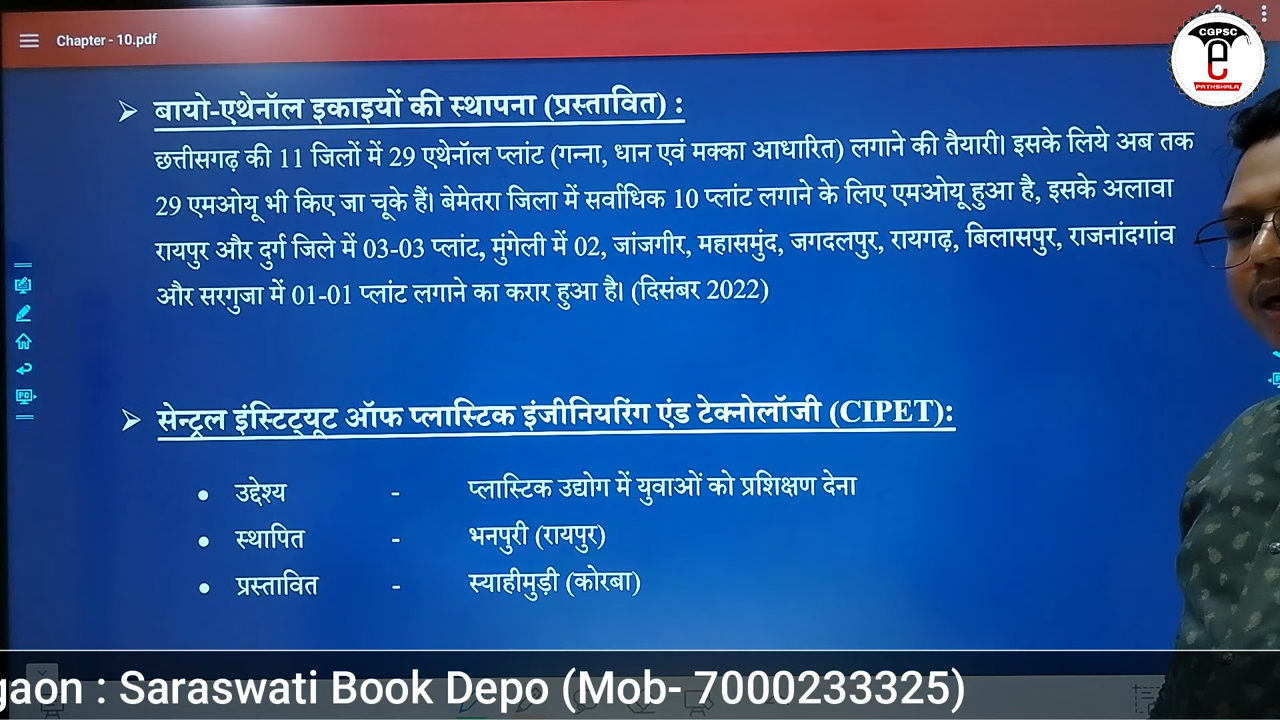 Chapter - 10.pdf
CGPSC
e
PATHSHALA
➢ बायो-एथेनॉल इकाइयों की स्थापना (प्रस्तावित) :
छत्तीसगढ़ की 11 जिलों में 29 एथेनॉल प्लांट (गन्ना, धान एवं मक्का आधारित) लगाने की तैयारी। इसके लिये अब तक
29 एमओयू भी किए जा चूके हैं। बेमेतरा जिला में सर्वाधिक 10 प्लांट लगाने के लिए एमओयू हुआ है, इसके अलावा
रायपुर और दुर्ग जिले में 03-03 प्लांट, मुंगेली में 02, जांजगीर, महासमुंद, जगदलपुर, रायगढ़, बिलासपुर, राजनांदगांव
और सरगुजा में 01-01 प्लांट लगाने का करार हुआ है। (दिसंबर 2022)
➢ सेन्ट्रल इंस्टिट्यूट ऑफ प्लास्टिक इंजीनियरिंग एंड टेक्नोलॉजी (CIPET):
• उद्देश्य - प्लास्टिक उद्योग में युवाओं को प्रशिक्षण देना
• स्थापित - भनपुरी (रायपुर)
• प्रस्तावित - स्याहीमुड़ी (कोरबा)
gaon : Saraswati Book Depo (Mob- 7000233325)